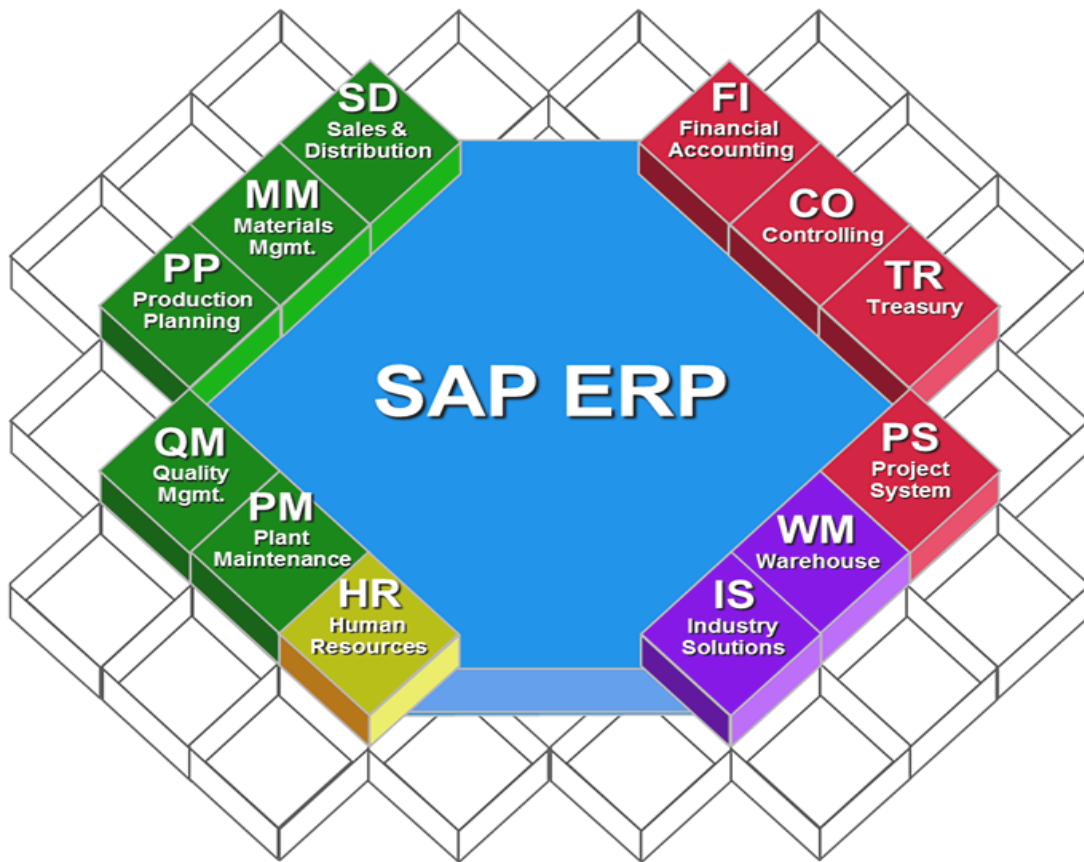 SD
Sales &
Distribution
MM
Materials
Mgmt.
PP
Production
Planning
QM
Quality
Mgmt.
PM
Plant
Maintenance
HR
Human
Resources
SAP ERP
FI
Financial
Accounting
CO
Controlling
TR
Treasury
PS
Project
System
WM
Warehouse
IS
Industry
Solutions